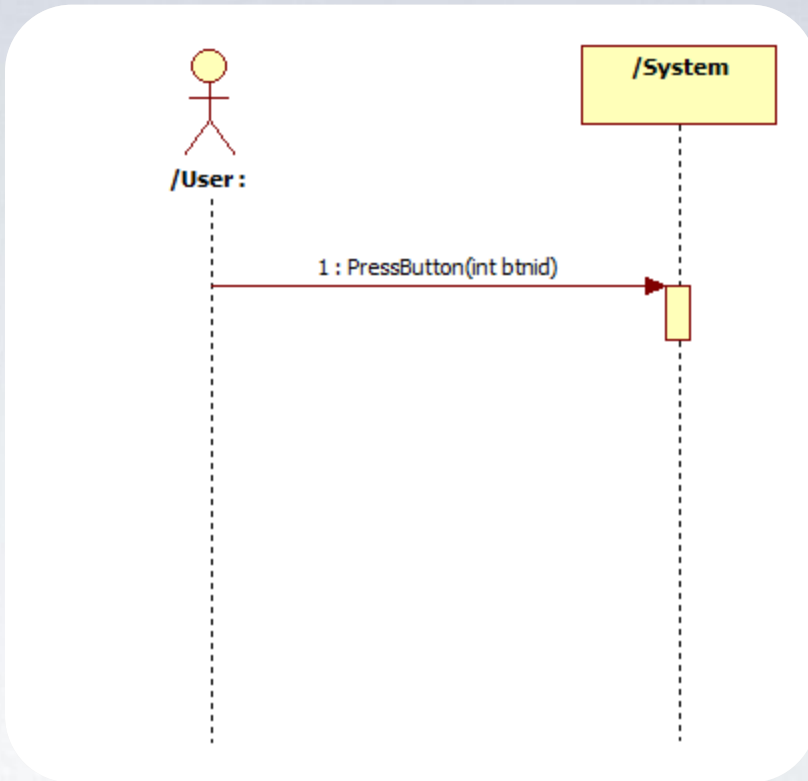 /System
/User :
1 : PressButton(int btnid)